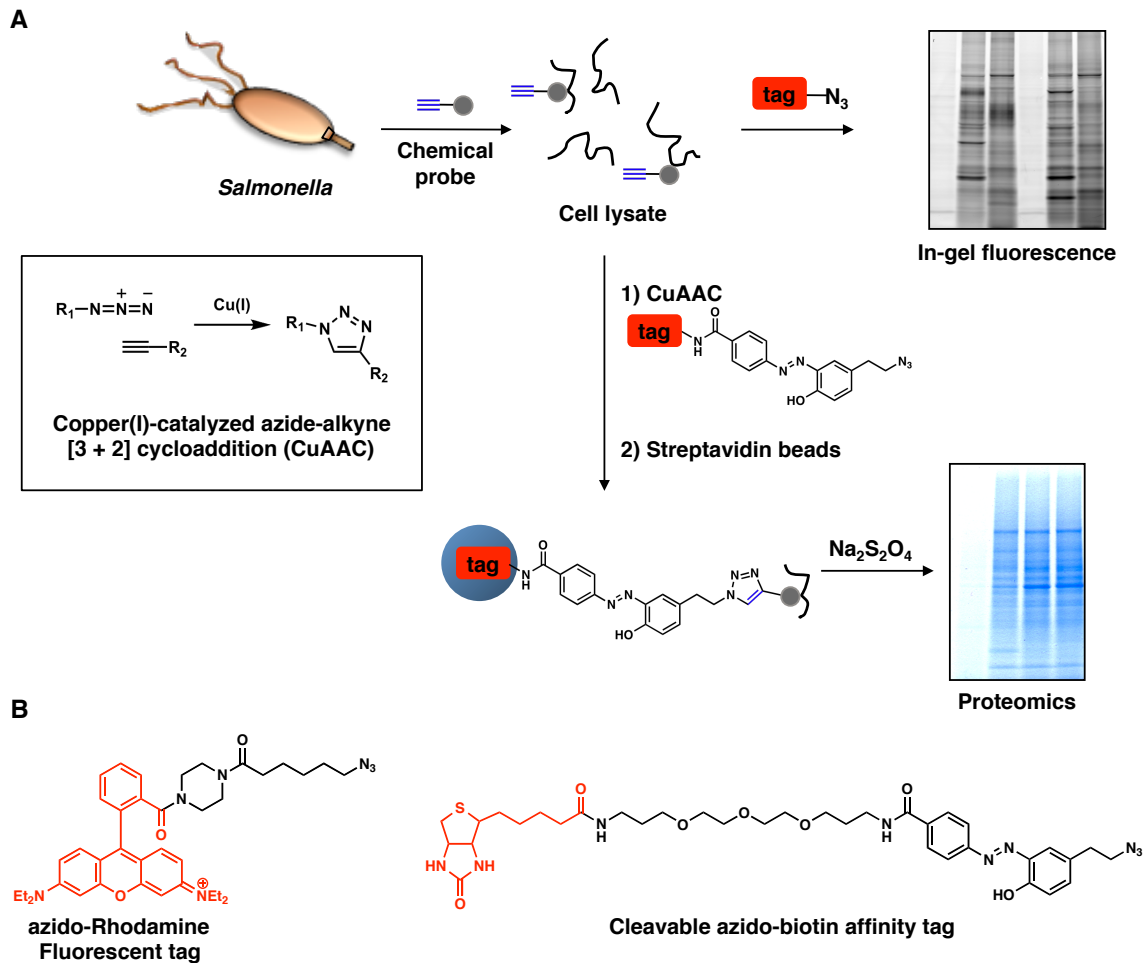 A
Salmonella
Chemical
probe
Cell lysate
tag
N3
In-gel fluorescence
R1
N=N=N
+
−
R2
Cu(I)
R1
N
N
N
R2
Copper(I)-catalyzed azide-alkyne
[3 + 2] cycloaddition (CuAAC)
1) CuAAC
tag
O
N
H
N
N
HO
N3
2) Streptavidin beads
tag
O
N
H
N
N
HO
N
N
N
Na2S2O4
Proteomics
B
O
N
N
O
N3
Et2N
O
NEt2
+
azido-Rhodamine
Fluorescent tag
S
O
HN
NH
O
N
H
O
O
O
H
N
O
N
N
HO
N3
Cleavable azido-biotin affinity tag